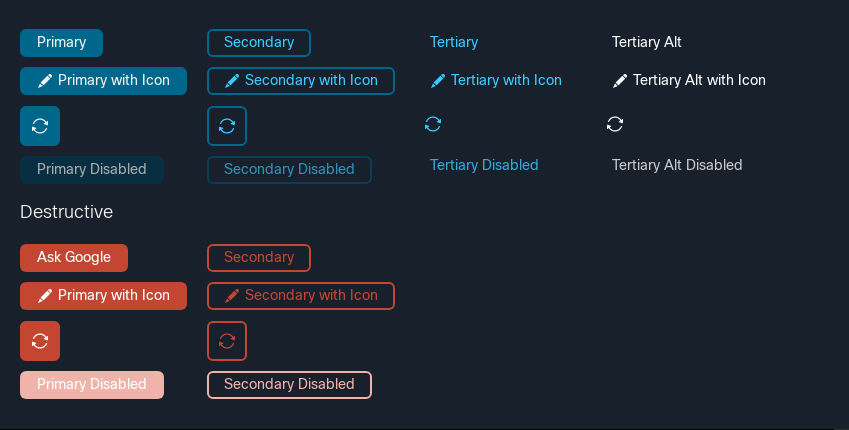 Primary
Secondary
Tertiary
Tertiary Alt
Primary with Icon
Secondary with Icon
Tertiary with Icon
Tertiary Alt with Icon
Primary Disabled
Secondary Disabled
Tertiary Disabled
Tertiary Alt Disabled
Destructive
Ask Google
Secondary
Primary with Icon
Secondary with Icon
Primary Disabled
Secondary Disabled